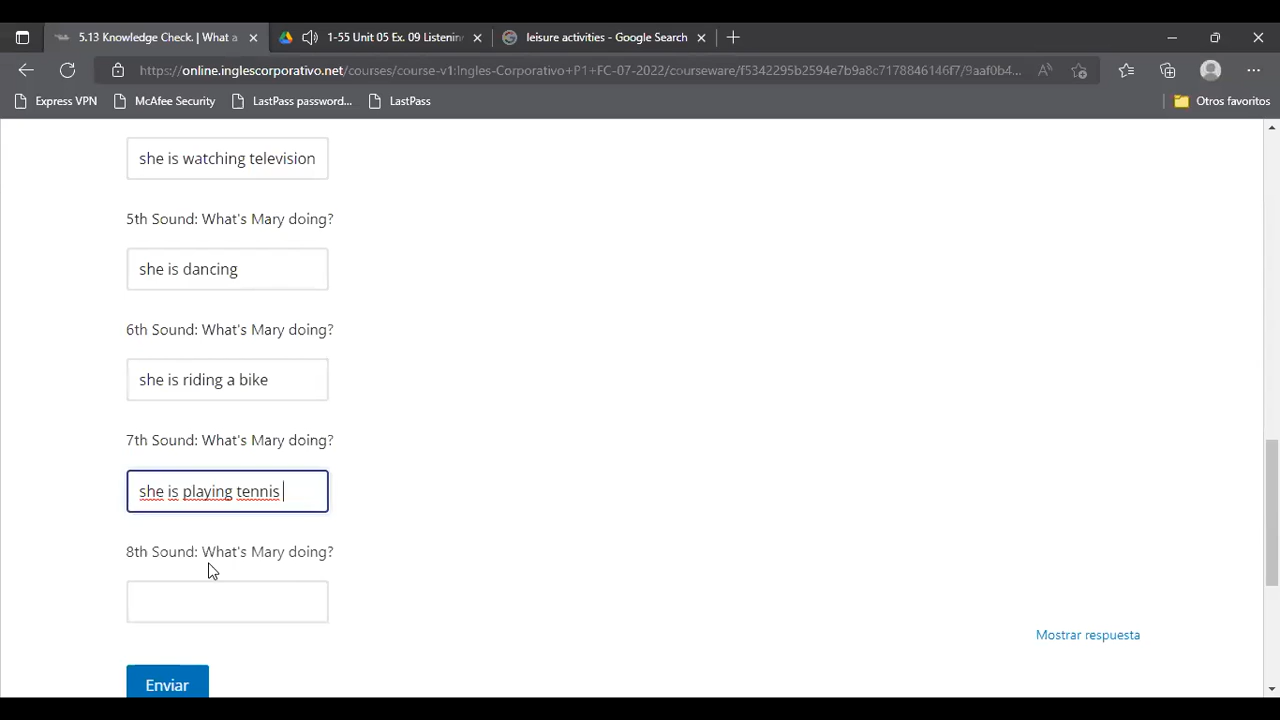 5.13 Knowledge Check. | What a
1-55 Unit 05 Ex. 09 Listenin
leisure activities - Google Search
https://online.inglescorporativo.net/courses/course-v1:Ingles-Corporativo+P1+FC-07-2022/courseware/f5342295b2594e7b9a8c7178846146f7/9aaf0b4...
Express VPN
McAfee Security
LastPass password...
LastPass
Otros favoritos
she is watching television
5th Sound: What's Mary doing?
she is dancing
6th Sound: What's Mary doing?
she is riding a bike
7th Sound: What's Mary doing?
she is playing tennis
8th Sound: What's Mary doing?
Mostrar respuesta
Enviar